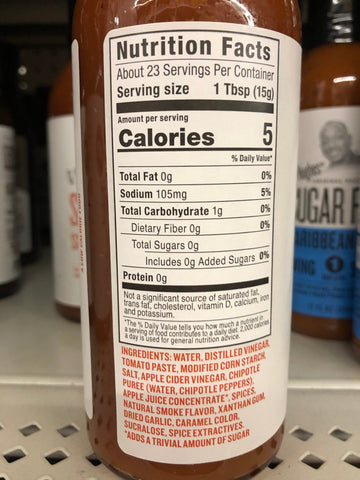 Nutrition Facts
About 23 Servings Per Container
Serving size 1 Tbsp (15g)
Amount per serving
Calories 5
% Daily Value*
Total Fat 0g 0%
Sodium 105mg 5%
Total Carbohydrate 1g 0%
Dietary Fiber 0g 0%
Total Sugars 0g
Includes 0g Added Sugars 0%
Protein 0g
Not a significant source of saturated fat,
trans fat, cholesterol, vitamin D, calcium, iron
and potassium.
*The % Daily Value tells you how much a nutrient in
a serving of food contributes to a daily diet. 2,000 calories
a day is used for general nutrition advice.
INGREDIENTS: WATER, DISTILLED VINEGAR,
TOMATO PASTE, MODIFIED CORN STARCH,
SALT, APPLE CIDER VINEGAR, CHIPOTLE
PUREE (WATER, CHIPOTLE PEPPERS),
APPLE JUICE CONCENTRATE*, SPICES,
NATURAL SMOKE FLAVOR, XANTHAN GUM,
DRIED GARLIC, CARAMEL COLOR,
SUCRALOSE, SPICE EXTRACTIVES.
*ADDS A TRIVIAL AMOUNT OF SUGAR
UGAR